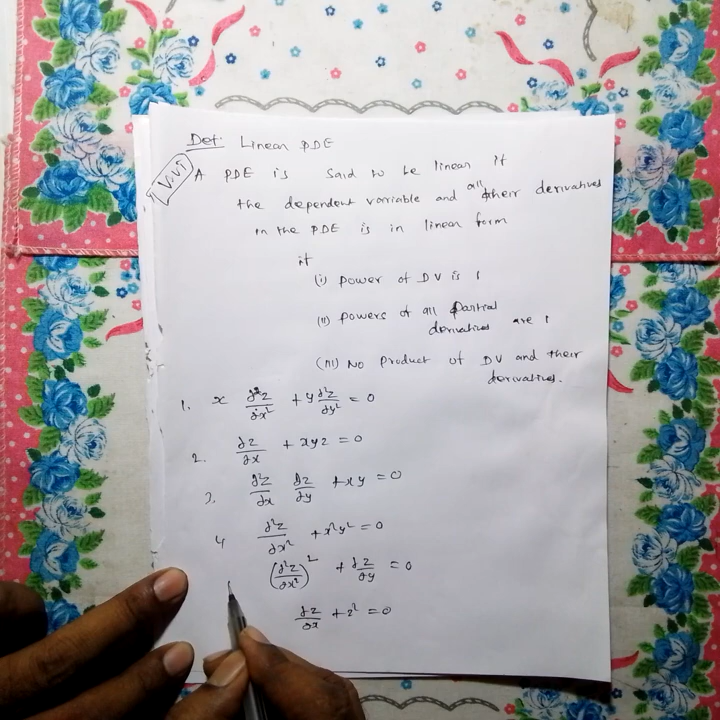 Def: Linear PDE
V.V.I
A PDE is said to be linear if
the dependent variable and all their derivatives
in the PDE is in linear form
if
(i) power of DV is 1
(ii) powers of all partial
derivatives are 1
(iii) No product of DV and their
derivatives.
1. x ∂²z/∂x² + y ∂²z/∂y² = 0
2. ∂z/∂x + xyz = 0
3. ∂²z/∂x ∂z/∂y + xy = 0
4 ∂²z/∂x² + x²y² = 0
(∂²z/∂x²)² + ∂z/∂y = 0
∂z/∂x + z² = 0